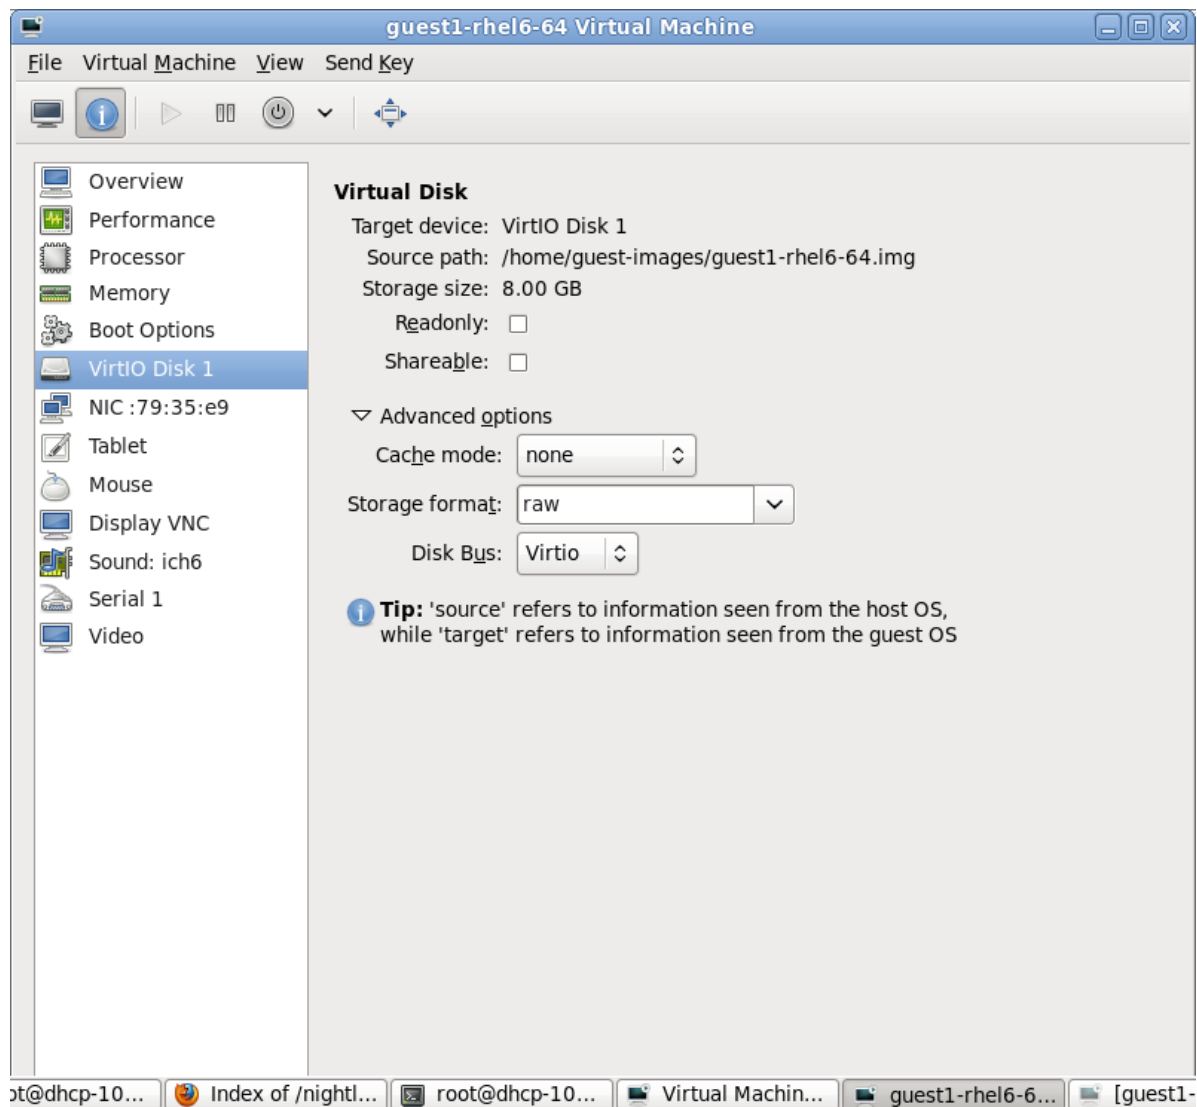 guest1-rhel6-64 Virtual Machine
File Virtual Machine View Send Key
Overview
Performance
Processor
Memory
Boot Options
VirtIO Disk 1
NIC :79:35:e9
Tablet
Mouse
Display VNC
Sound: ich6
Serial 1
Video
Virtual Disk
Target device: VirtIO Disk 1
Source path: /home/guest-images/guest1-rhel6-64.img
Storage size: 8.00 GB
Readonly:
Shareable:
Advanced options
Cache mode: none
Storage format: raw
Disk Bus: Virtio
Tip: 'source' refers to information seen from the host OS,
while 'target' refers to information seen from the guest OS
ot@dhcp-10... Index of /nightl... root@dhcp-10... Virtual Machin... guest1-rhel6-6... [guest1-